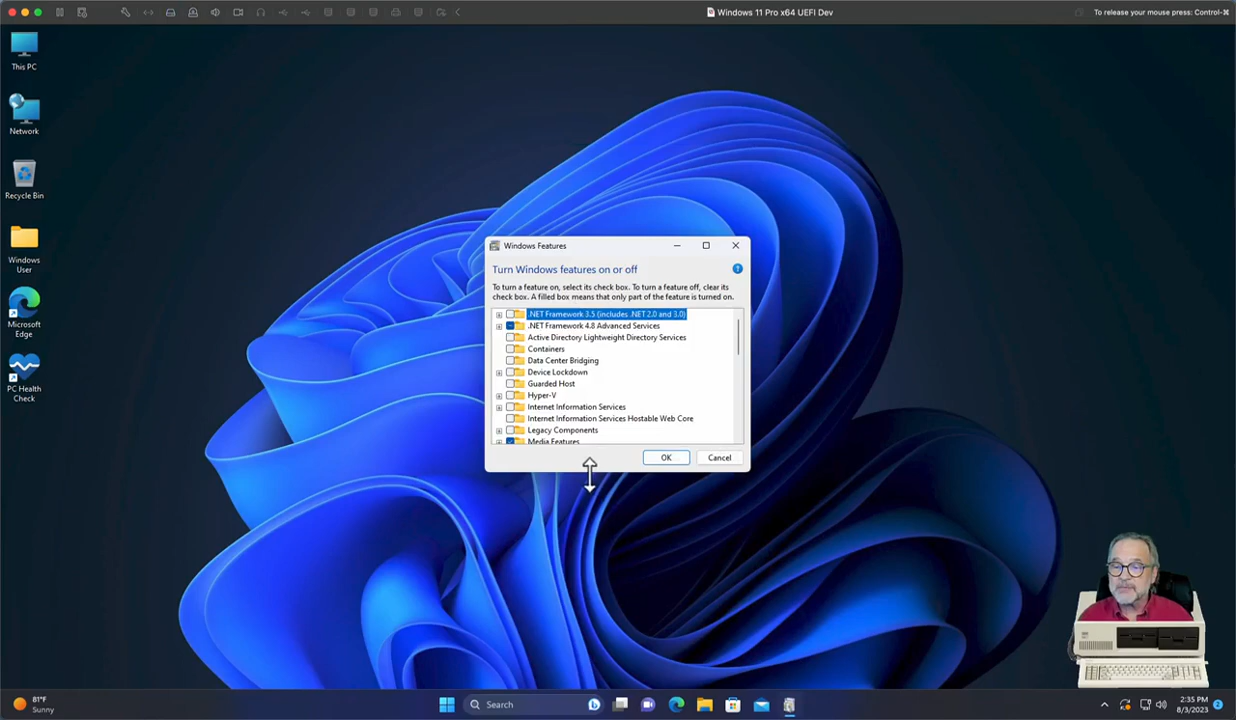 Windows 11 Pro x64 UEFI Dev
To release your mouse press: Control-⌘
This PC
Network
Recycle Bin
Windows
User
Microsoft
Edge
PC Health
Check
Windows Features
Turn Windows features on or off
To turn a feature on, select its check box. To turn a feature off, clear its
check box. A filled box means that only part of the feature is turned on.
.NET Framework 3.5 (includes .NET 2.0 and 3.0)
.NET Framework 4.8 Advanced Services
Active Directory Lightweight Directory Services
Containers
Data Center Bridging
Device Lockdown
Guarded Host
Hyper-V
Internet Information Services
Internet Information Services Hostable Web Core
Legacy Components
Media Features
OK
Cancel
81°F
Sunny
Search
2:35 PM
8/3/2023